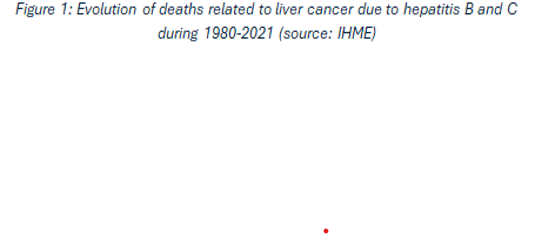 Figure 1: Evolution of deaths related to liver cancer due to hepatitis B and C
during 1980-2021 (source: IHME)